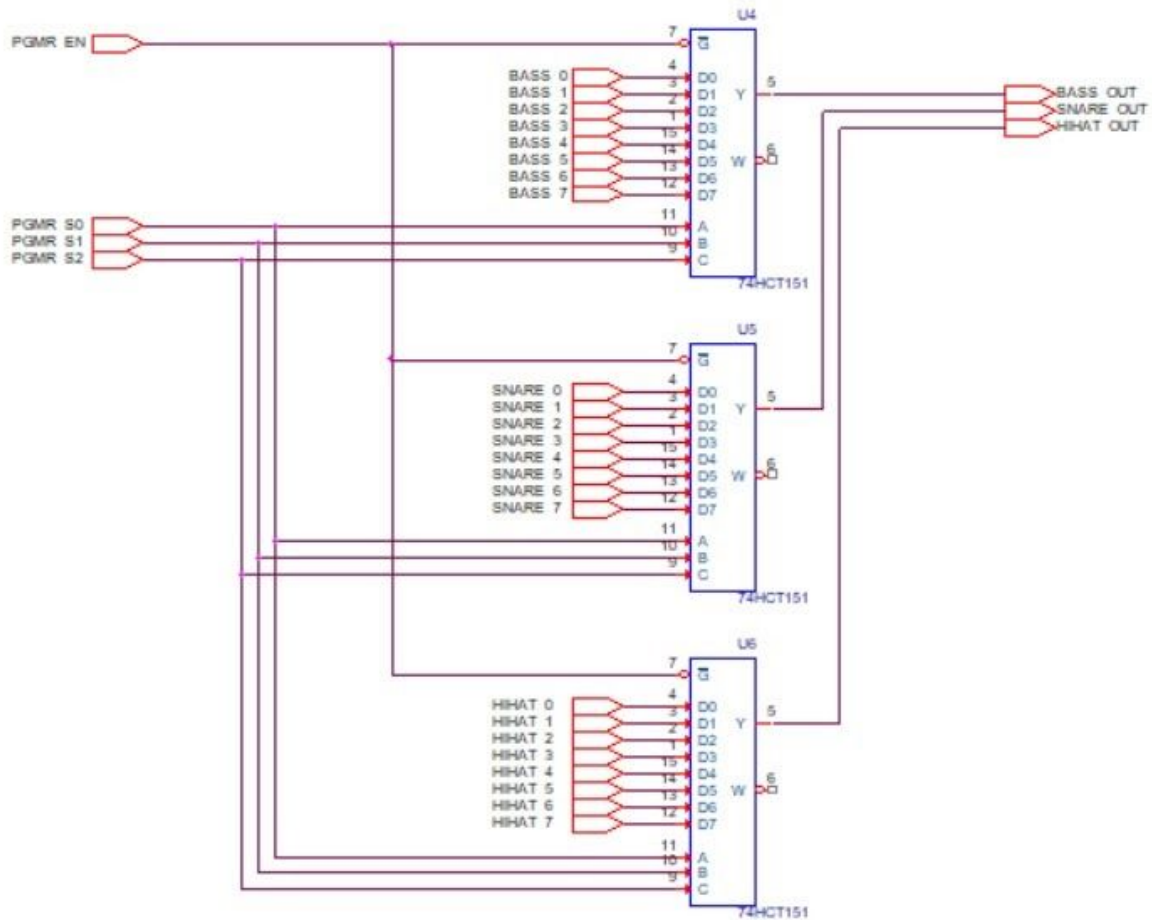 U4
PGMR EN
7
G
BASS 0
4
D0
BASS 1
3
D1
Y
5
BASS OUT
BASS 2
2
D2
SNARE OUT
BASS 3
1
D3
HIHAT OUT
BASS 4
15
D4
BASS 5
14
D5
W
6
BASS 6
13
D6
BASS 7
12
D7
PGMR S0
11
A
PGMR S1
10
B
PGMR S2
9
C
74HCT151
U5
7
G
SNARE 0
4
D0
SNARE 1
3
D1
Y
5
SNARE 2
2
D2
SNARE 3
1
D3
SNARE 4
15
D4
SNARE 5
14
D5
W
6
SNARE 6
13
D6
SNARE 7
12
D7
11
A
10
B
9
C
74HCT151
U6
7
G
HIHAT 0
4
D0
HIHAT 1
3
D1
Y
5
HIHAT 2
2
D2
HIHAT 3
1
D3
HIHAT 4
15
D4
HIHAT 5
14
D5
W
6
HIHAT 6
13
D6
HIHAT 7
12
D7
11
A
10
B
9
C
74HCT151